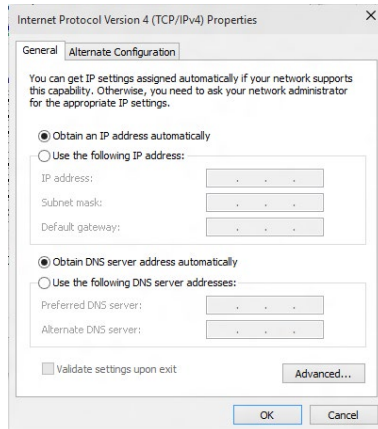 Internet Protocol Version 4 (TCP/IPv4) Properties
General
Alternate Configuration
You can get IP settings assigned automatically if your network supports
this capability. Otherwise, you need to ask your network administrator
for the appropriate IP settings.
Obtain an IP address automatically
Use the following IP address:
IP address:
Subnet mask:
Default gateway:
Obtain DNS server address automatically
Use the following DNS server addresses:
Preferred DNS server:
Alternate DNS server:
Validate settings upon exit
Advanced...
OK
Cancel